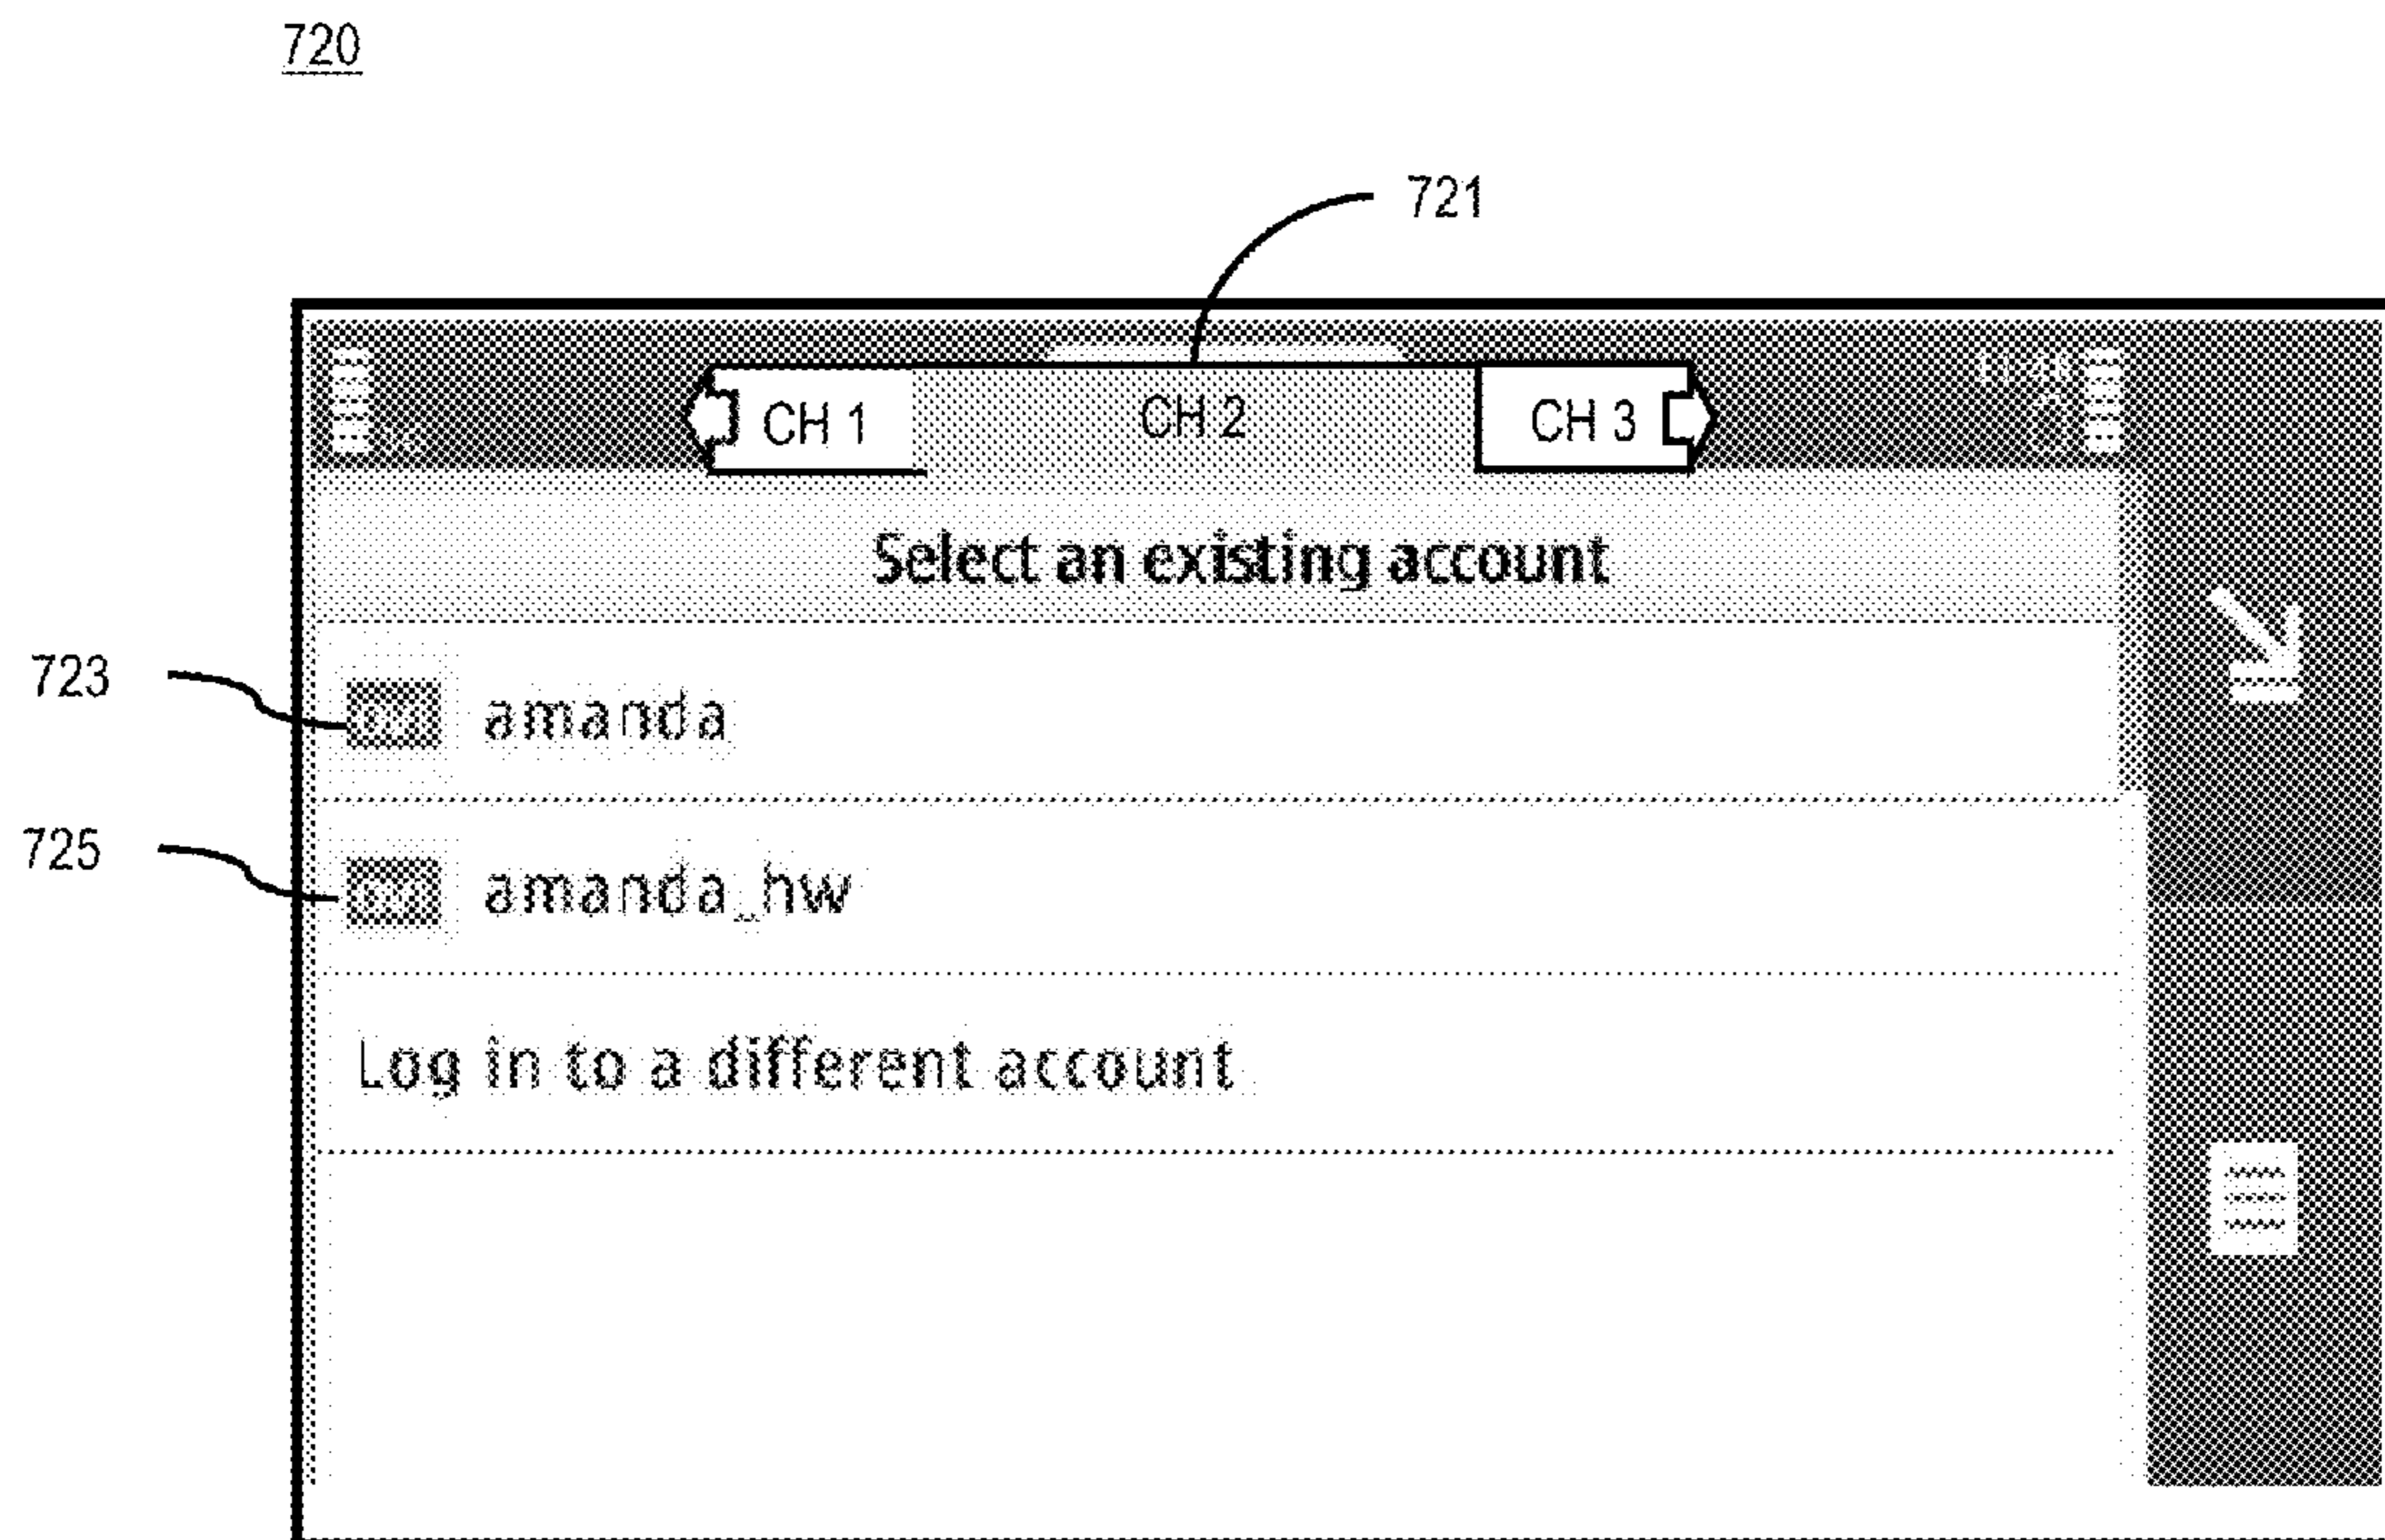 720
721
CH 1 CH 2 CH 3
Select an existing account
723
amanda
725
amanda_hw
Log in to a different account